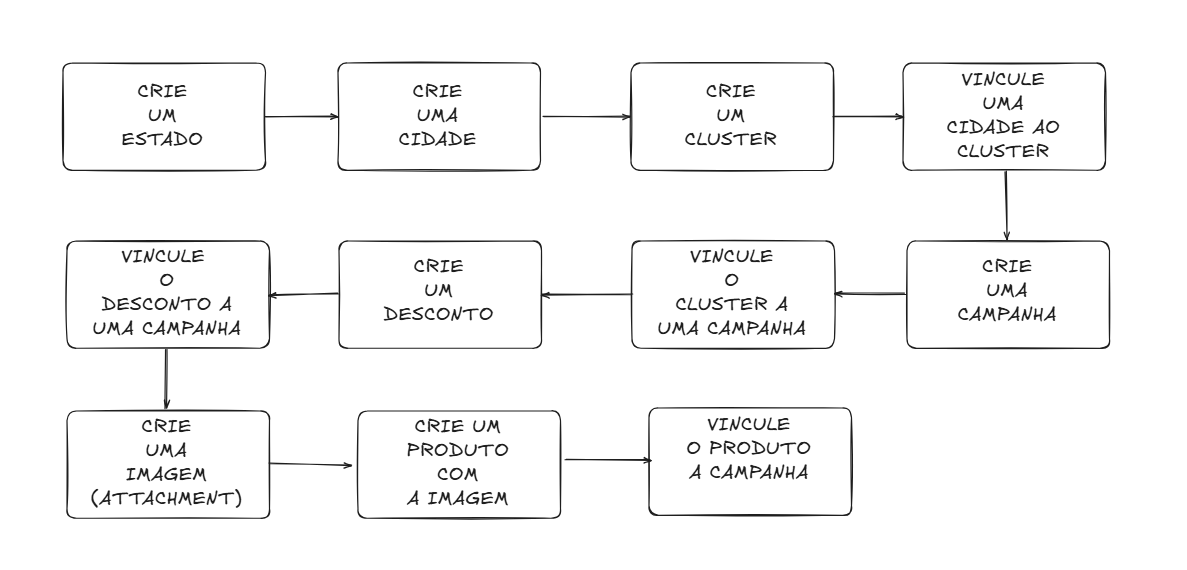 CRIE
UM
ESTADO
CRIE
UMA
CIDADE
CRIE
UM
CLUSTER
VINCULE
UMA
CIDADE AO
CLUSTER
CRIE
UMA
CAMPANHA
VINCULE
O
CLUSTER A
UMA CAMPANHA
CRIE
UM
DESCONTO
VINCULE
O
DESCONTO A
UMA CAMPANHA
CRIE
UMA
IMAGEM
(ATTACHMENT)
CRIE UM
PRODUTO
COM
A IMAGEM
VINCULE
O PRODUTO
A CAMPANHA